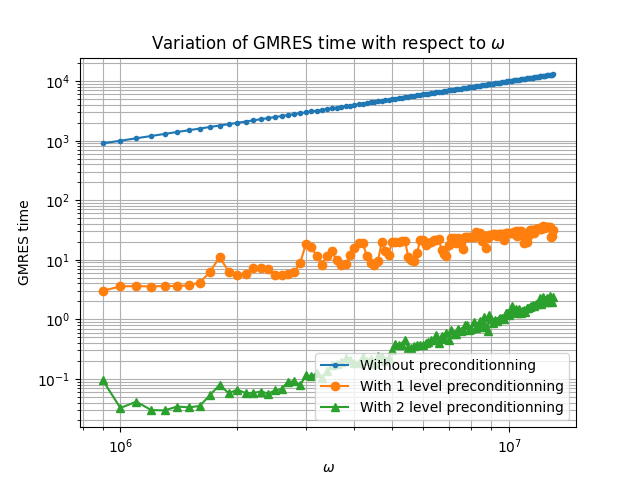 Variation of GMRES time with respect to ω
GMRES time
10⁴
10³
10²
10¹
10⁰
10⁻¹
10⁶
10⁷
ω
Without preconditionning
With 1 level preconditionning
With 2 level preconditionning